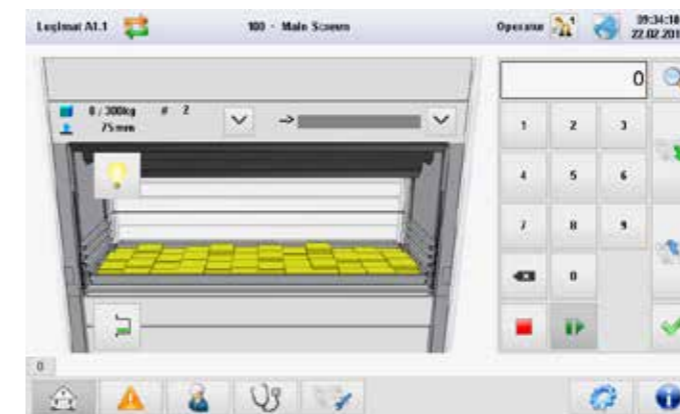 Logimat A1.1
100 - Main Screen
Operator
09:34:18
22.02.201
0 / 300kg # 2
75mm
0
1 2 3
4 5 6
7 8 9
0
0